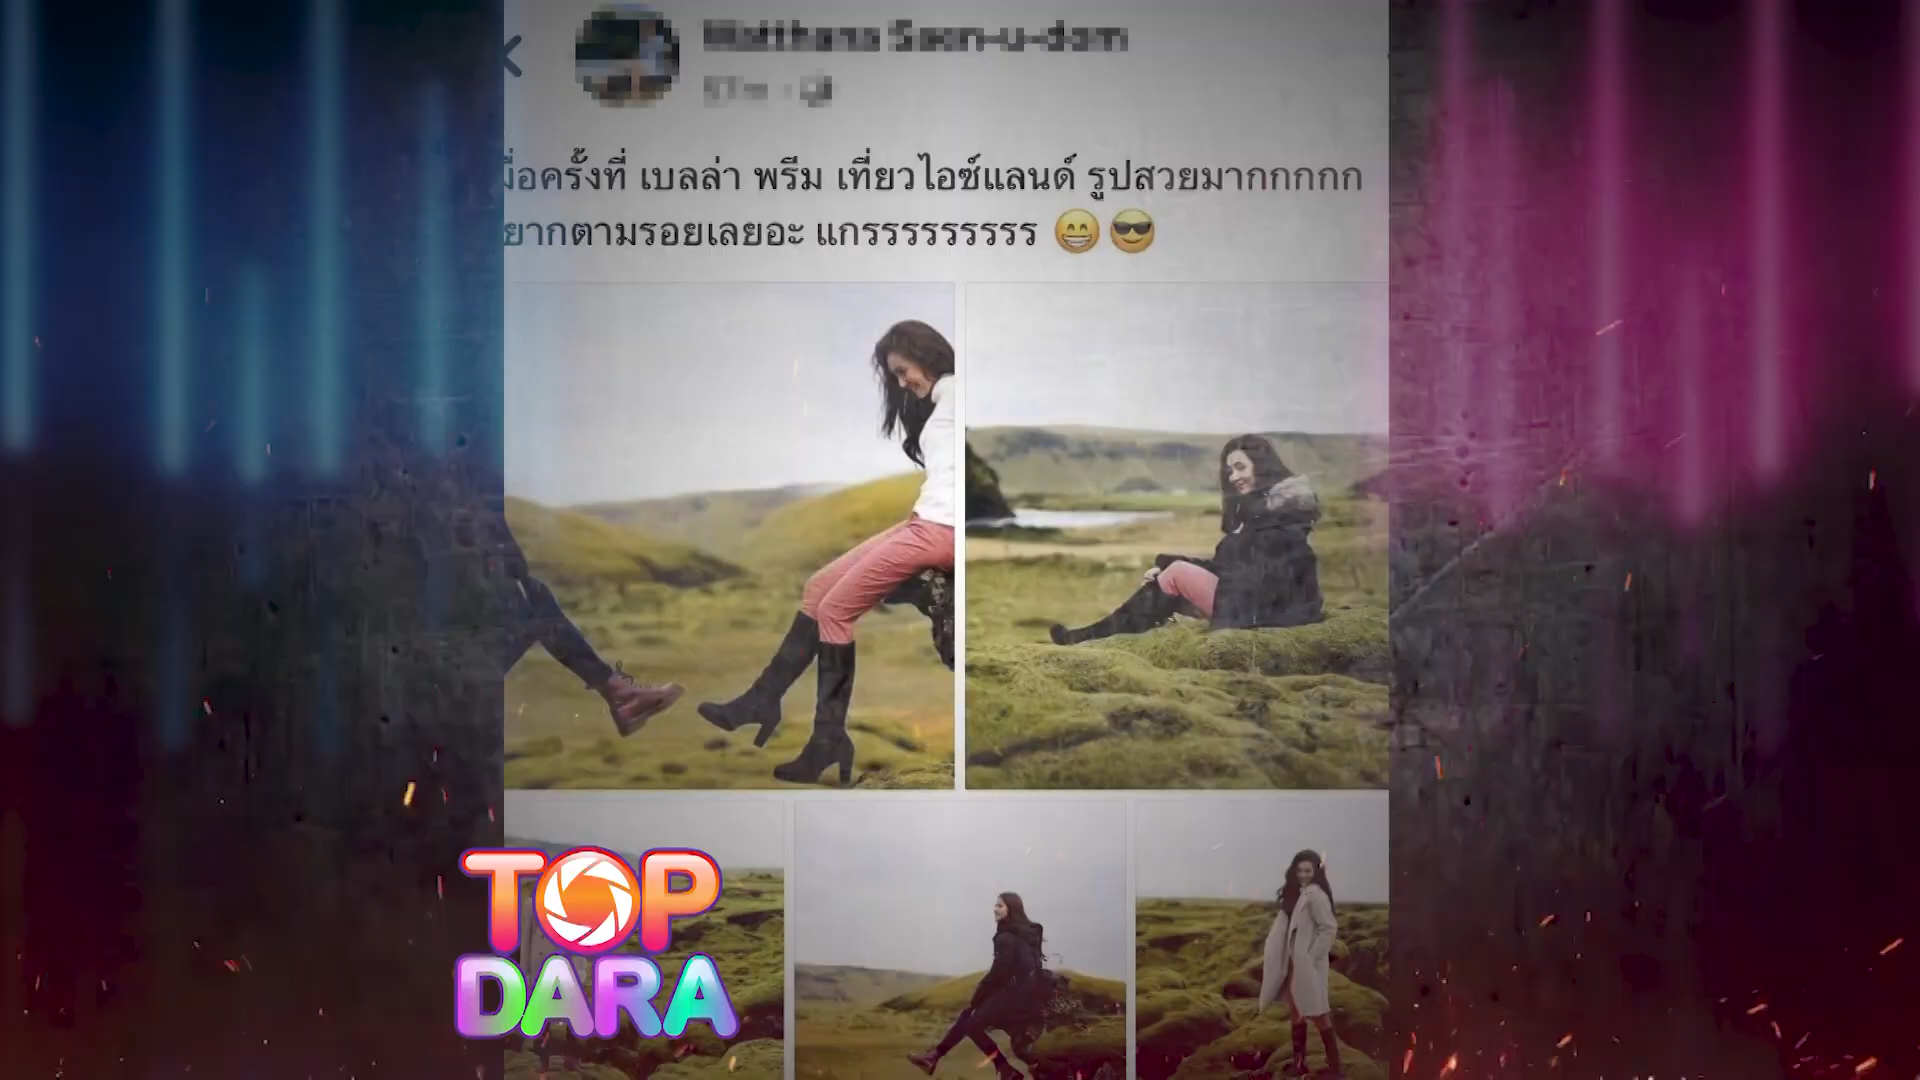 มื่อครั้งที่ เบลล่า พรีม เที่ยวไอซ์แลนด์ รูปสวยมากกกกก
ยากตามรอยเลยอะ แกรรรรรรรรร 😁😎
TOP
DARA